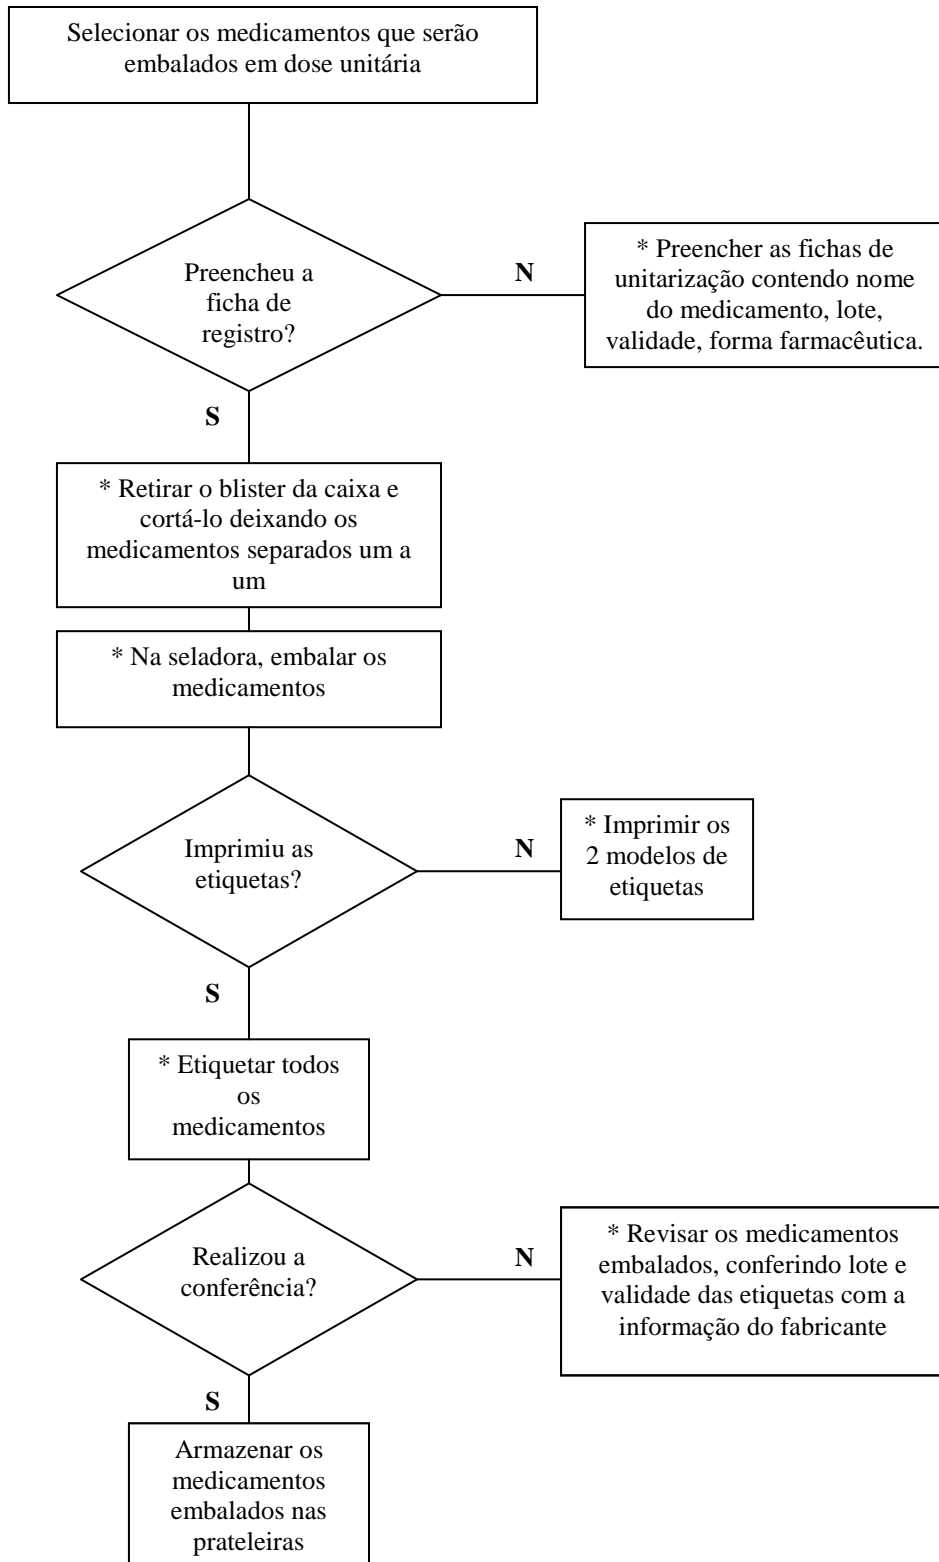 Selecionar os medicamentos que serão
embalados em dose unitária
Preencheu a
ficha de
registro?
N
* Preencher as fichas de
unitarização contendo nome
do medicamento, lote,
validade, forma farmacêutica.
S
* Retirar o blister da caixa e
cortá-lo deixando os
medicamentos separados um a
um
* Na seladora, embalar os
medicamentos
Imprimiu as
etiquetas?
N
* Imprimir os
2 modelos de
etiquetas
S
* Etiquetar todos
os
medicamentos
Realizou a
conferência?
N
* Revisar os medicamentos
embalados, conferindo lote e
validade das etiquetas com a
informação do fabricante
S
Armazenar os
medicamentos
embalados nas
prateleiras